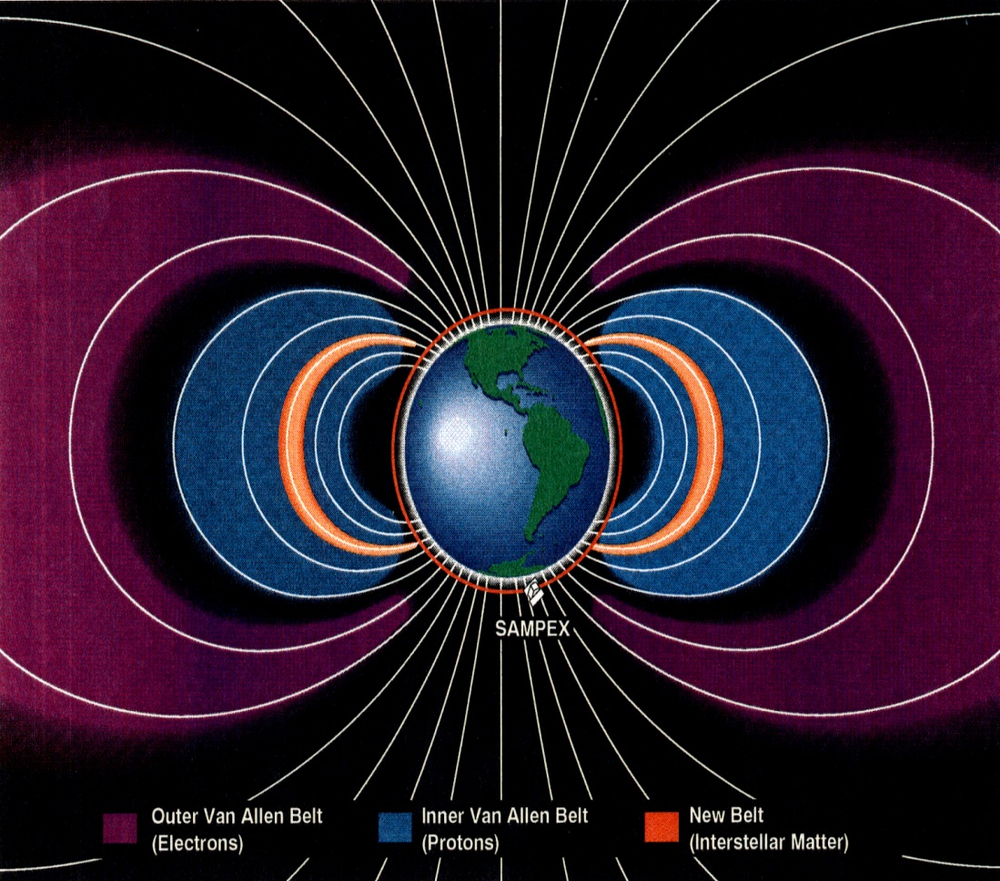 SAMPEX
Outer Van Allen Belt
(Electrons)
Inner Van Allen Belt
(Protons)
New Belt
(Interstellar Matter)